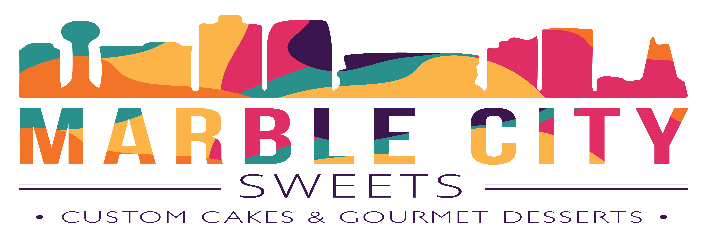 MARBLE CITY
SWEETS
• CUSTOM CAKES & GOURMET DESSERTS •